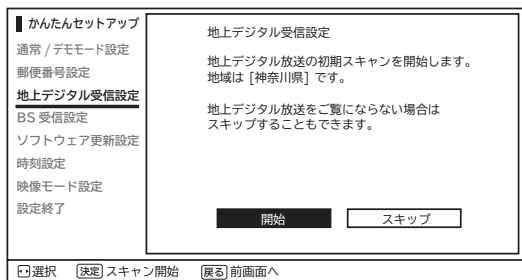 かんたんセットアップ
通常 / デモモード設定
郵便番号設定
地上デジタル受信設定
BS 受信設定
ソフトウェア更新設定
時刻設定
映像モード設定
設定終了
地上デジタル受信設定
地上デジタル放送の初期スキャンを開始します。
地域は [神奈川県] です。
地上デジタル放送をご覧にならない場合は
スキップすることもできます。
開始 スキップ
選択 決定 スキャン開始 戻る 前画面へ